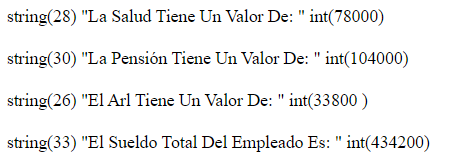 string(28) "La Salud Tiene Un Valor De: " int(78000)
string(30) "La Pensión Tiene Un Valor De: " int(104000)
string(26) "El Arl Tiene Un Valor De: " int(33800 )
string(33) "El Sueldo Total Del Empleado Es: " int(434200)